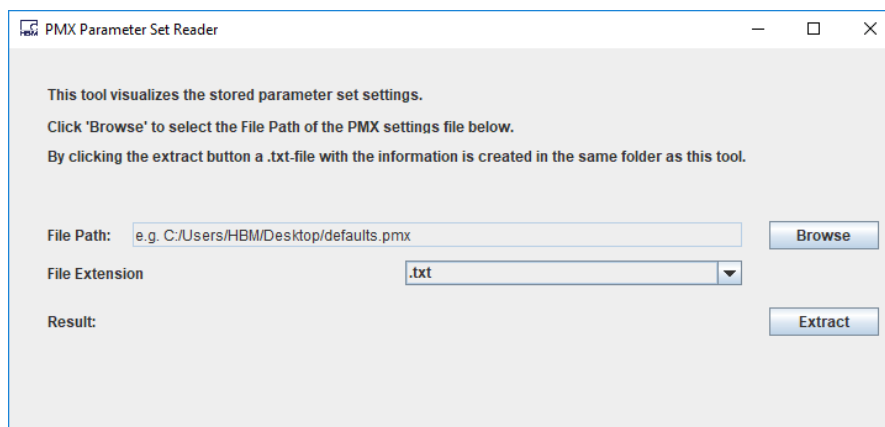 HBM PMX Parameter Set Reader
This tool visualizes the stored parameter set settings.
Click 'Browse' to select the File Path of the PMX settings file below.
By clicking the extract button a .txt-file with the information is created in the same folder as this tool.
File Path: e.g. C:/Users/HBM/Desktop/defaults.pmx Browse
File Extension .txt
Result: Extract